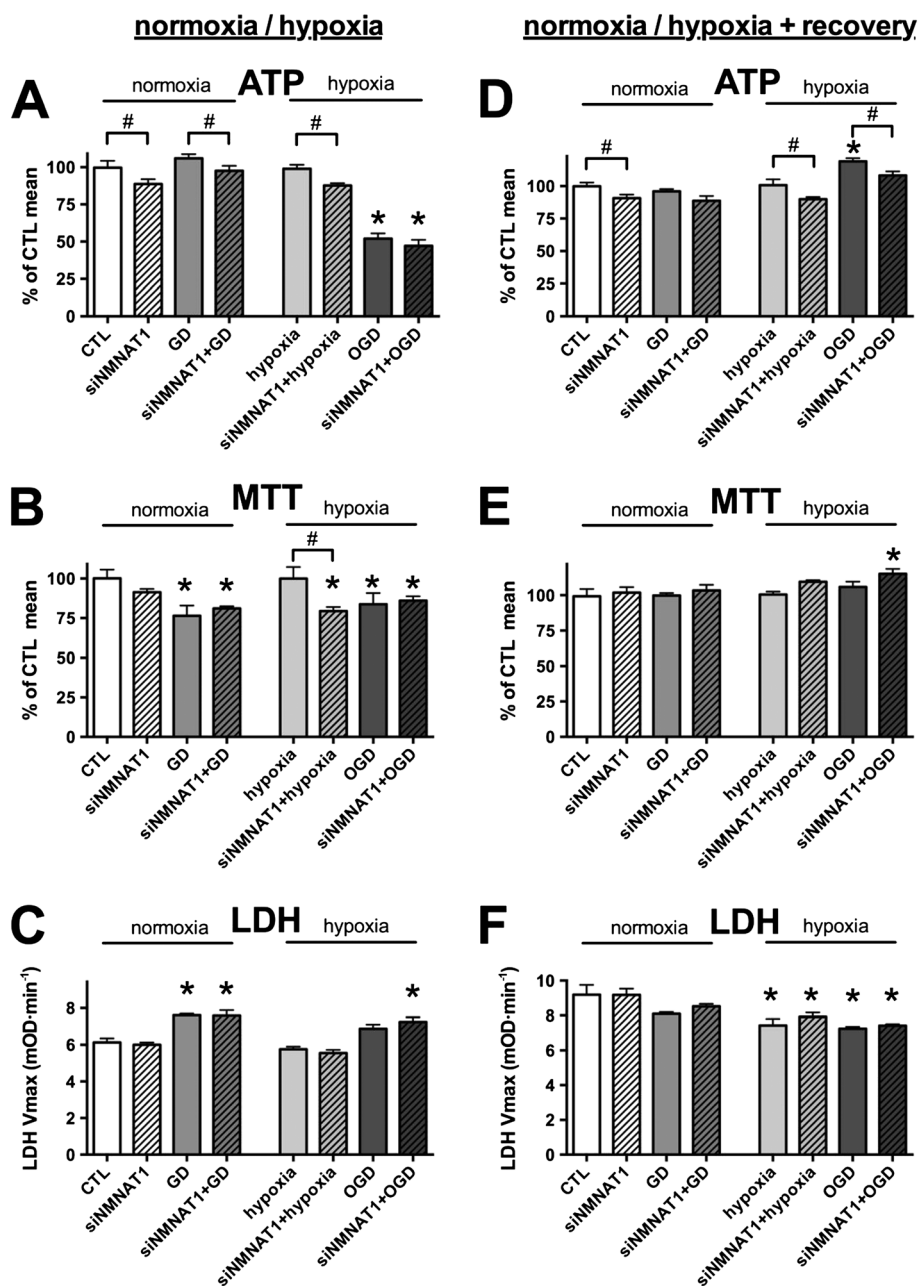 normoxia / hypoxia
normoxia / hypoxia + recovery
A
ATP
normoxia
hypoxia
#
#
#
*
*
% of CTL mean
100
75
50
25
0
CTL
siNMNAT1
GD
siNMNAT1+GD
hypoxia
siNMNAT1+hypoxia
OGD
siNMNAT1+OGD
D
ATP
normoxia
hypoxia
#
#
#
*
% of CTL mean
100
75
50
25
0
CTL
siNMNAT1
GD
siNMNAT1+GD
hypoxia
siNMNAT1+hypoxia
OGD
siNMNAT1+OGD
B
MTT
normoxia
hypoxia
#
*
*
*
*
*
% of CTL mean
100
75
50
25
0
CTL
siNMNAT1
GD
siNMNAT1+GD
hypoxia
siNMNAT1+hypoxia
OGD
siNMNAT1+OGD
E
MTT
normoxia
hypoxia
*
% of CTL mean
100
75
50
25
0
CTL
siNMNAT1
GD
siNMNAT1+GD
hypoxia
siNMNAT1+hypoxia
OGD
siNMNAT1+OGD
C
LDH
normoxia
hypoxia
*
*
*
LDH Vmax (mOD·min⁻¹)
8
6
4
2
0
CTL
siNMNAT1
GD
siNMNAT1+GD
hypoxia
siNMNAT1+hypoxia
OGD
siNMNAT1+OGD
F
LDH
normoxia
hypoxia
*
*
*
*
LDH Vmax (mOD·min⁻¹)
10
8
6
4
2
0
CTL
siNMNAT1
GD
siNMNAT1+GD
hypoxia
siNMNAT1+hypoxia
OGD
siNMNAT1+OGD